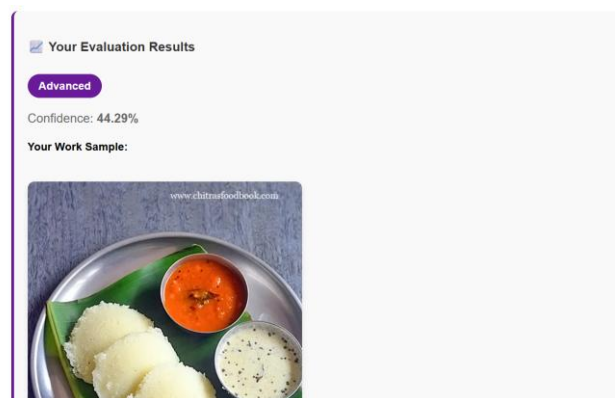 Your Evaluation Results
Advanced
Confidence: 44.29%
Your Work Sample:
www.chitrasfoodbook.com